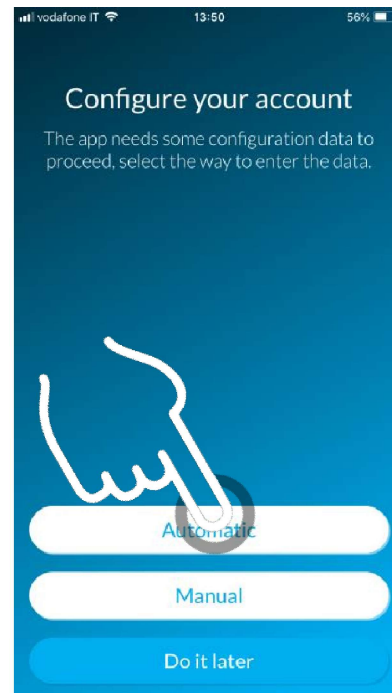 vodafone IT 13:50 56%
Configure your account
The app needs some configuration data to
proceed, select the way to enter the data.
Automatic
Manual
Do it later